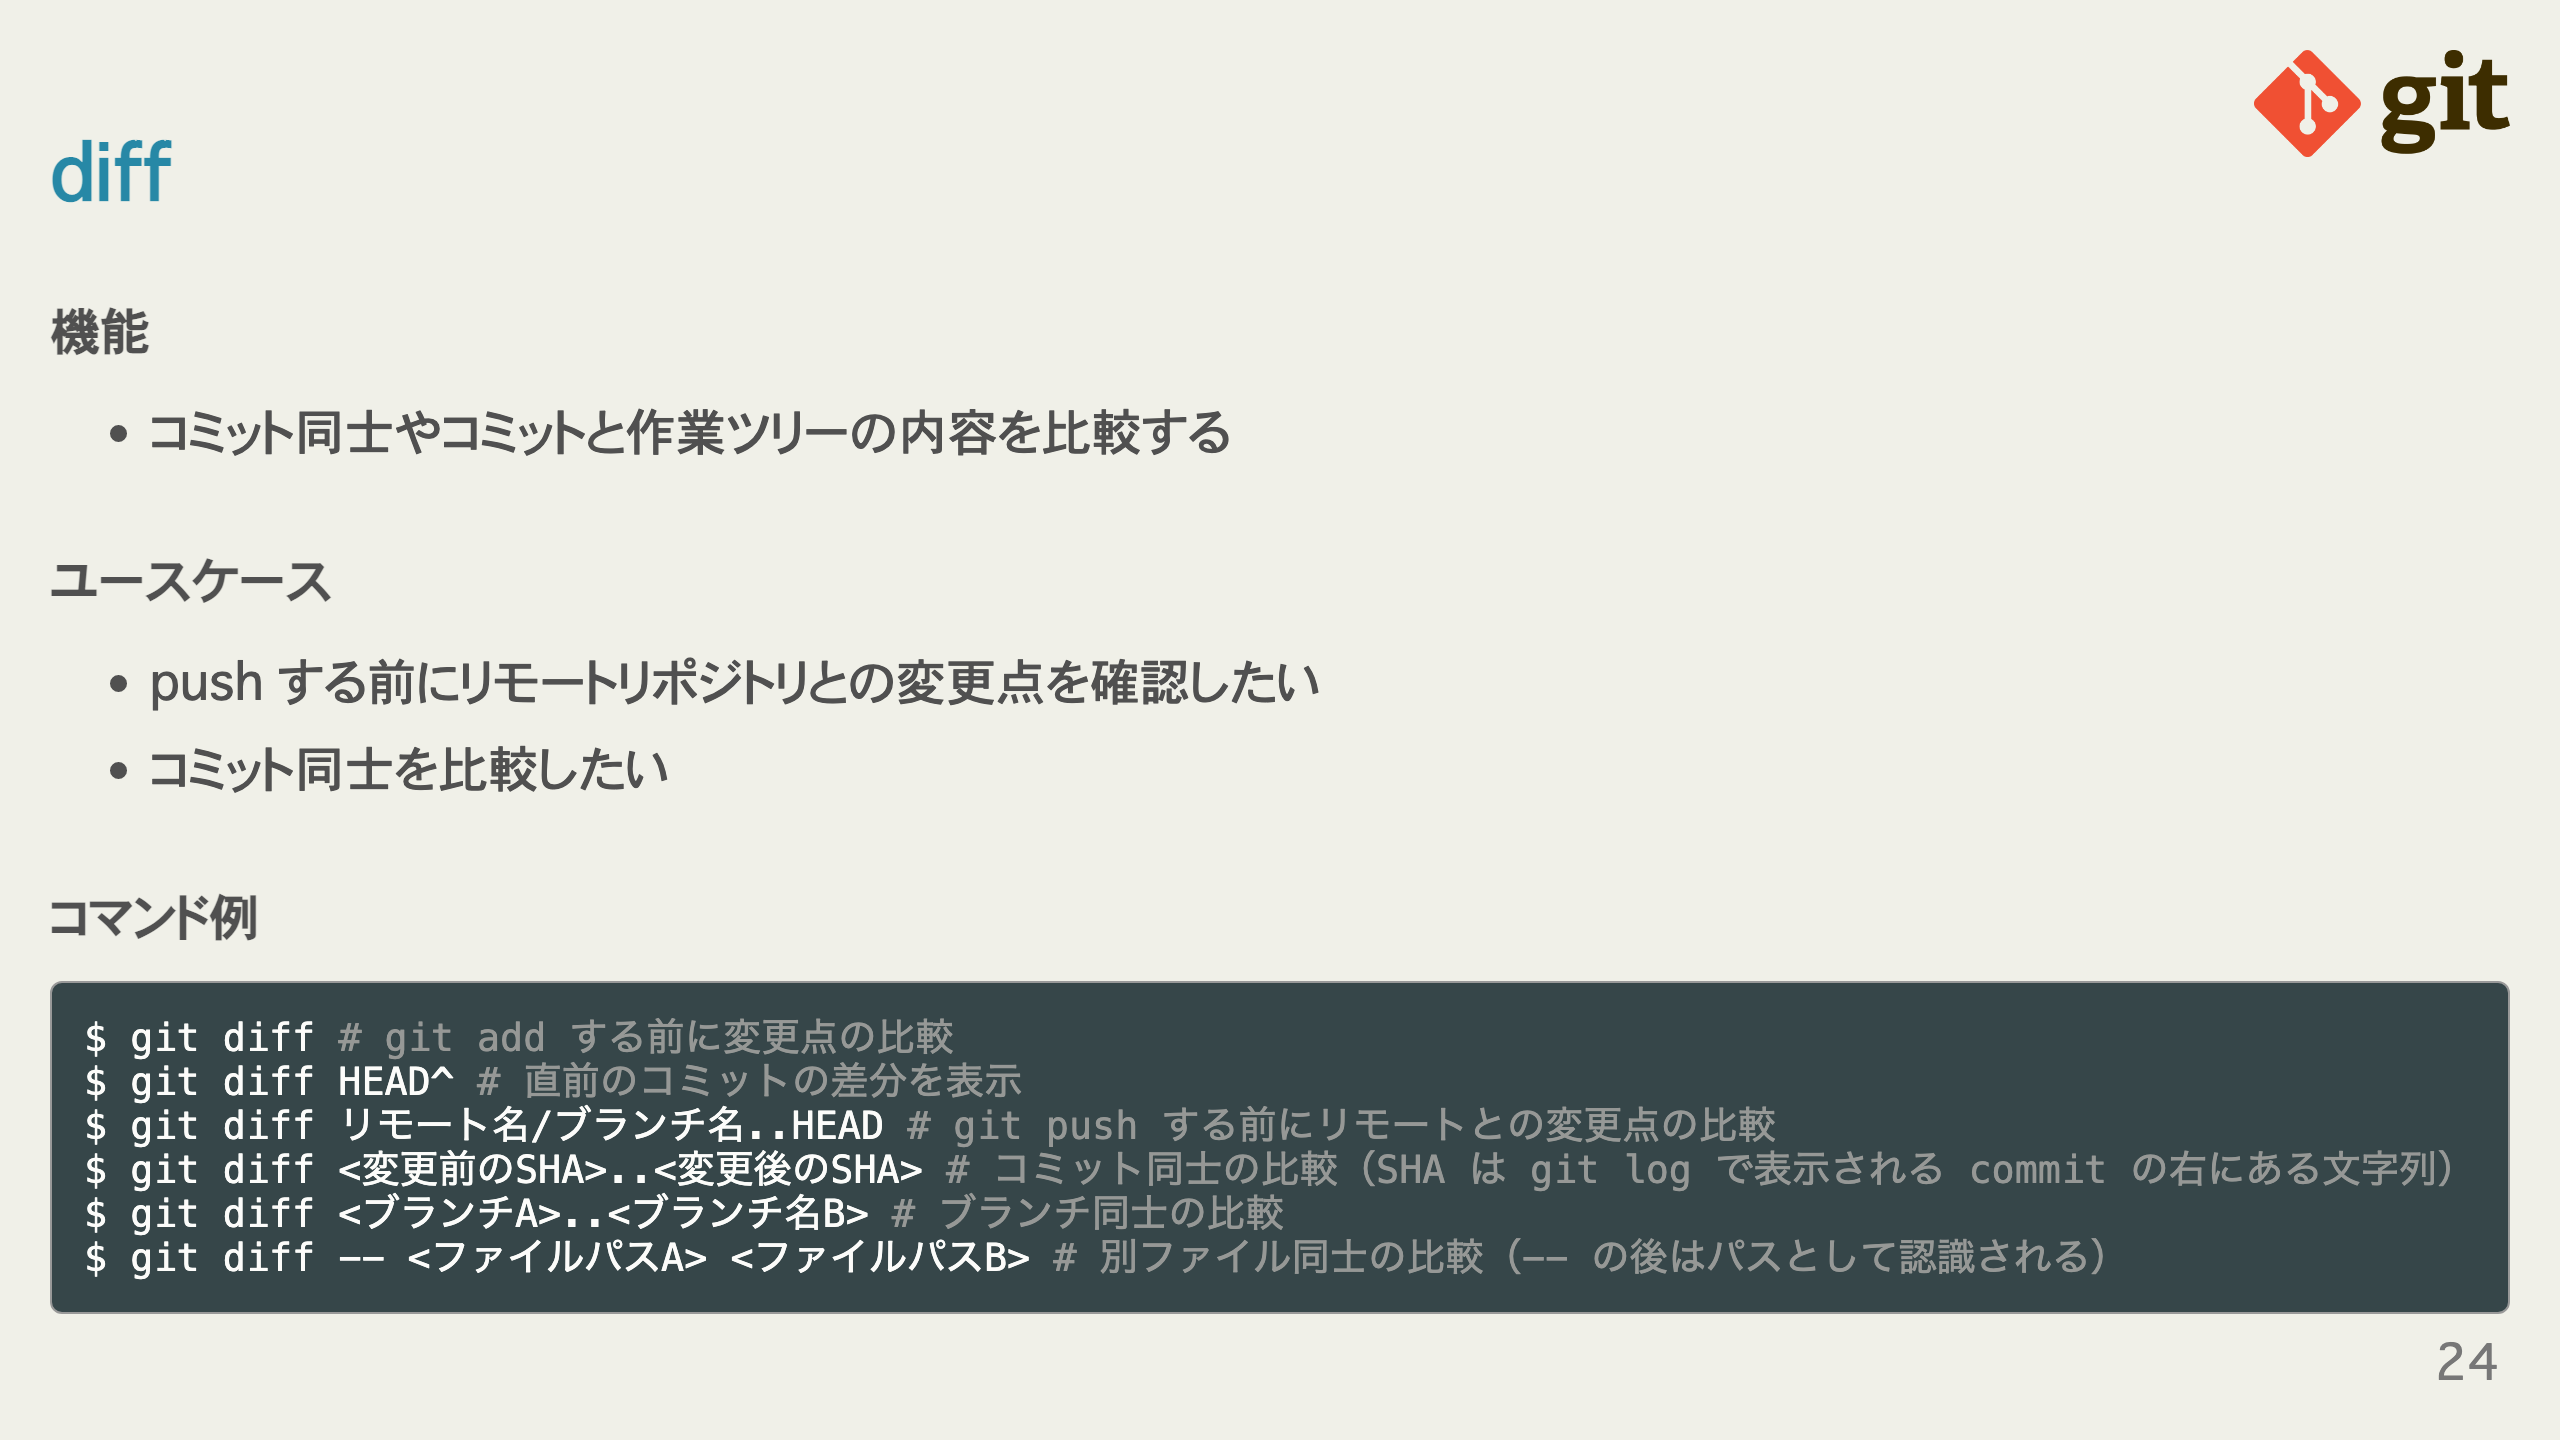 git
diff
機能
• コミット同士やコミットと作業ツリーの内容を比較する
ユースケース
• push する前にリモートリポジトリとの変更点を確認したい
• コミット同士を比較したい
コマンド例
$ git diff # git add する前に変更点の比較
$ git diff HEAD^ # 直前のコミットの差分を表示
$ git diff リモート名/ブランチ名..HEAD # git push する前にリモートとの変更点の比較
$ git diff <変更前のSHA>..<変更後のSHA> # コミット同士の比較（SHA は git log で表示される commit の右にある文字列）
$ git diff <ブランチA>..<ブランチ名B> # ブランチ同士の比較
$ git diff -- <ファイルパスA> <ファイルパスB> # 別ファイル同士の比較（-- の後はパスとして認識される）
24